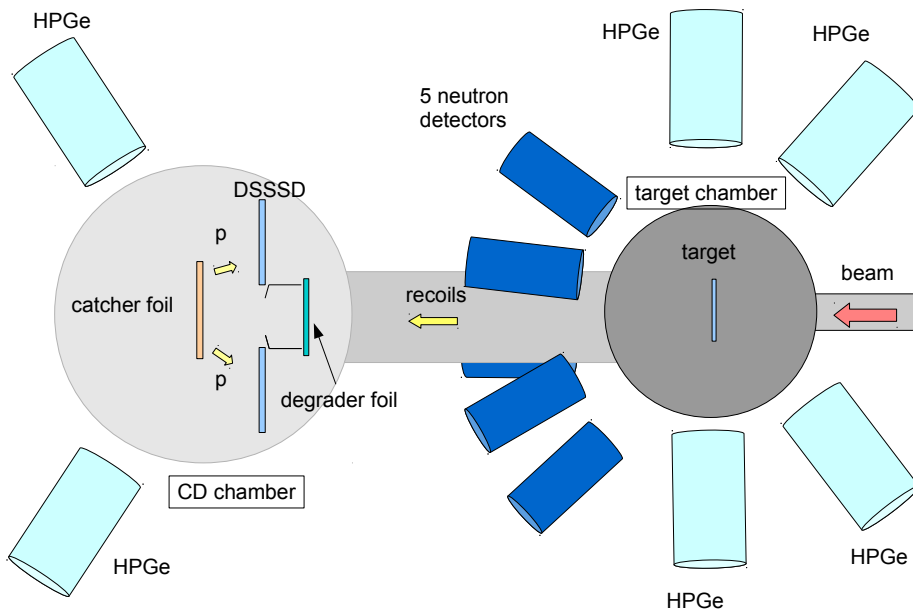 HPGe
HPGe
HPGe
5 neutron
detectors
DSSSD
target chamber
p
target
beam
catcher foil
recoils
p
degrader foil
CD chamber
HPGe
HPGe
HPGe